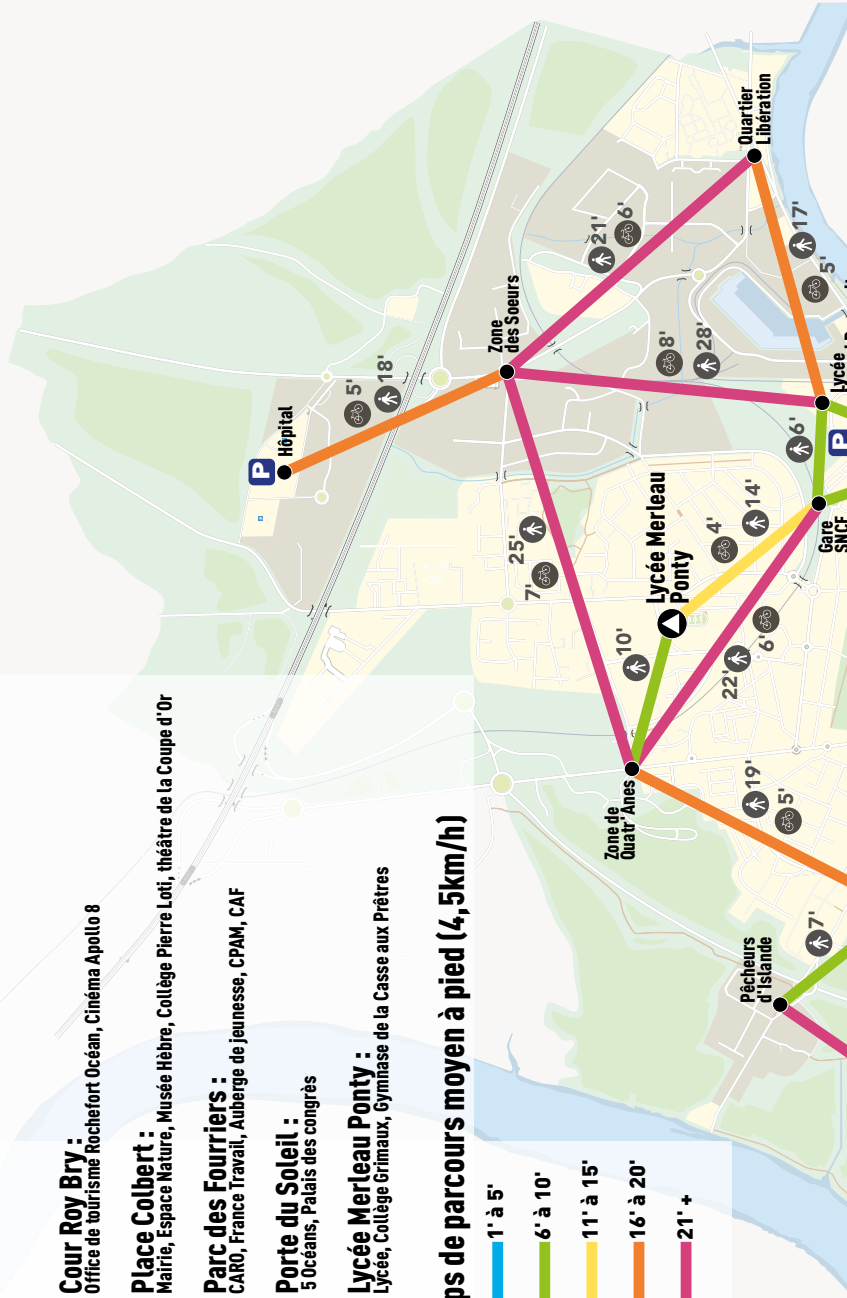 Cour Roy Bry :
Office de tourisme Rochefort Océan, Cinéma Apollo 8
Place Colbert :
Mairie, Espace Nature, Musée Hèbre, Collège Pierre Loti, théâtre de la Coupe d'Or
Parc des Fourriers :
CARO, France Travail, Auberge de jeunesse, CPAM, CAF
Porte du Soleil :
5 Océans, Palais des congrès
Lycée Merleau Ponty :
Lycée, Collège Grimaux, Gymnase de la Casse aux Prêtres
ps de parcours moyen à pied (4,5km/h)
1' à 5'
6' à 10'
11' à 15'
16' à 20'
21' +
P
Hôpital
5'
18'
Zone
des Soeurs
Quartier
Libération
21'
6'
17'
5'
8'
28'
Lycée
P
6'
Gare
SNCF
25'
7'
Lycée Merleau
Ponty
4'
14'
10'
22'
6'
Zone de
Quatr'Anes
19'
5'
Pêcheurs
d'Islande
7'